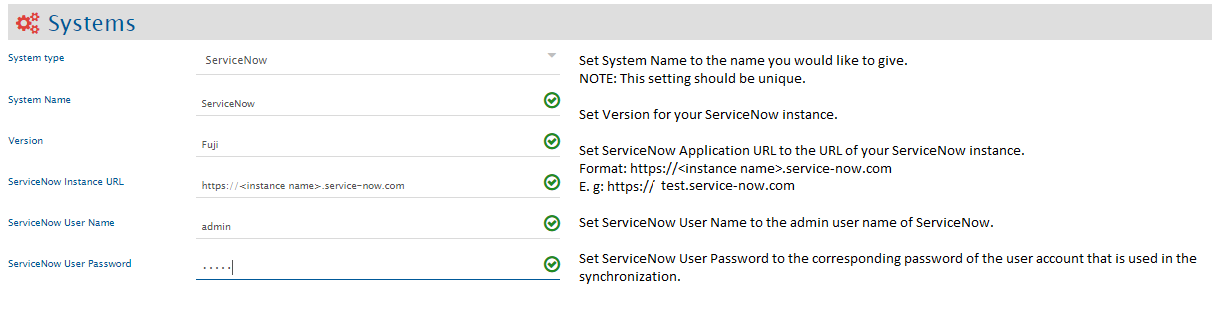 Systems
System type
ServiceNow
Set System Name to the name you would like to give.
NOTE: This setting should be unique.
System Name
ServiceNow
Set Version for your ServiceNow instance.
Version
Fuji
Set ServiceNow Application URL to the URL of your ServiceNow instance.
Format: https://<instance name>.service-now.com
E. g: https:// test.service-now.com
ServiceNow Instance URL
https://<instance name>.service-now.com
ServiceNow User Name
admin
Set ServiceNow User Name to the admin user name of ServiceNow.
ServiceNow User Password
.....
Set ServiceNow User Password to the corresponding password of the user account that is used in the
synchronization.